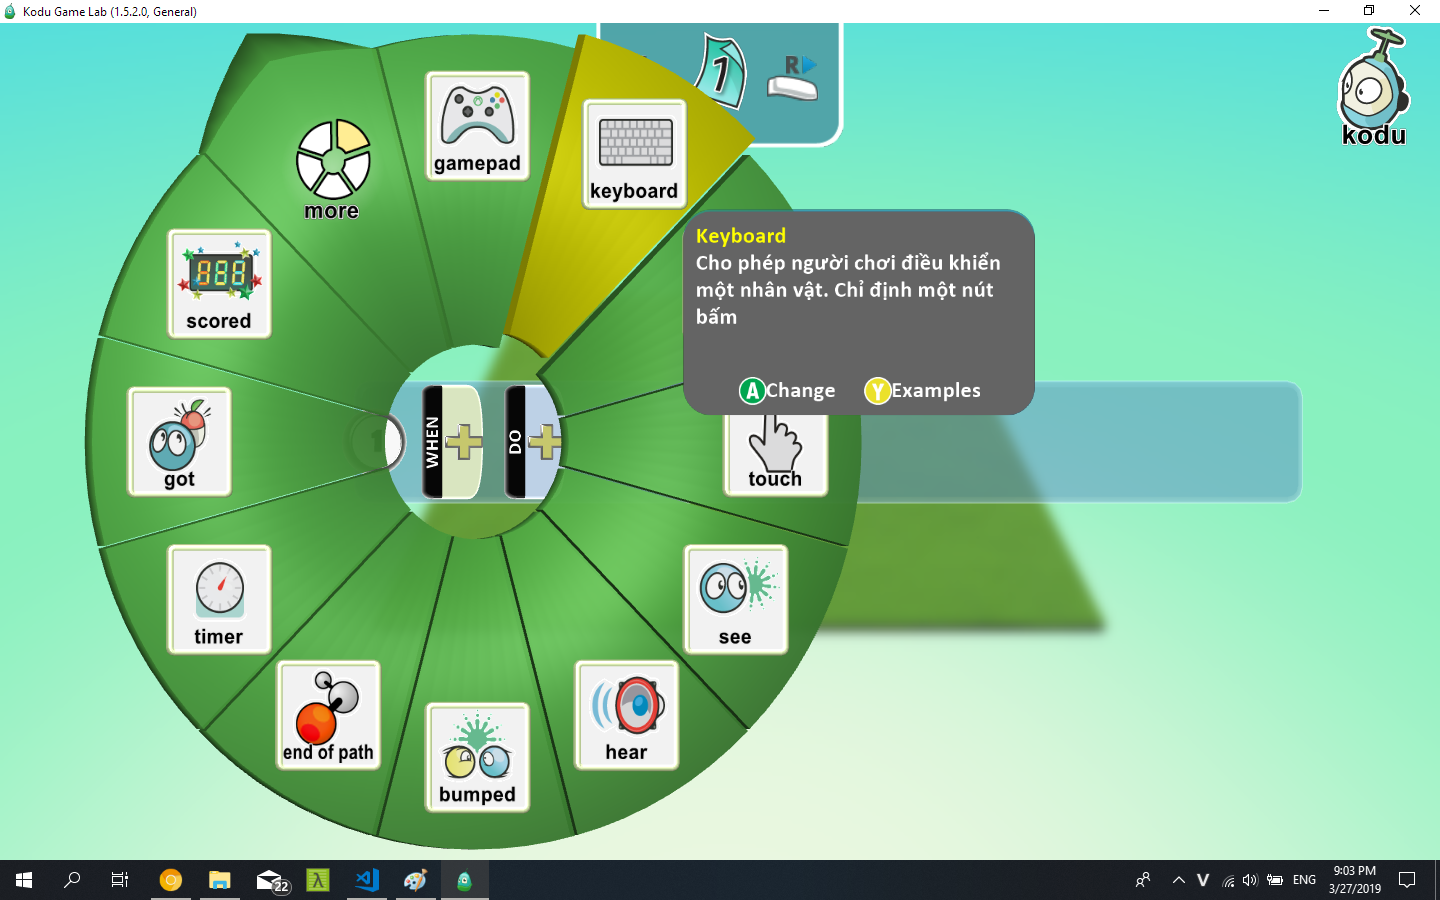 Kodu Game Lab (1.5.2.0, General)
1
R
kodu
gamepad
keyboard
more
scored
Keyboard
Cho phép người chơi điều khiển
một nhân vật. Chỉ định một nút
bấm
A Change
Y Examples
got
1
WHEN
DO
touch
timer
see
end of path
hear
bumped
22
V
ENG
9:03 PM
3/27/2019